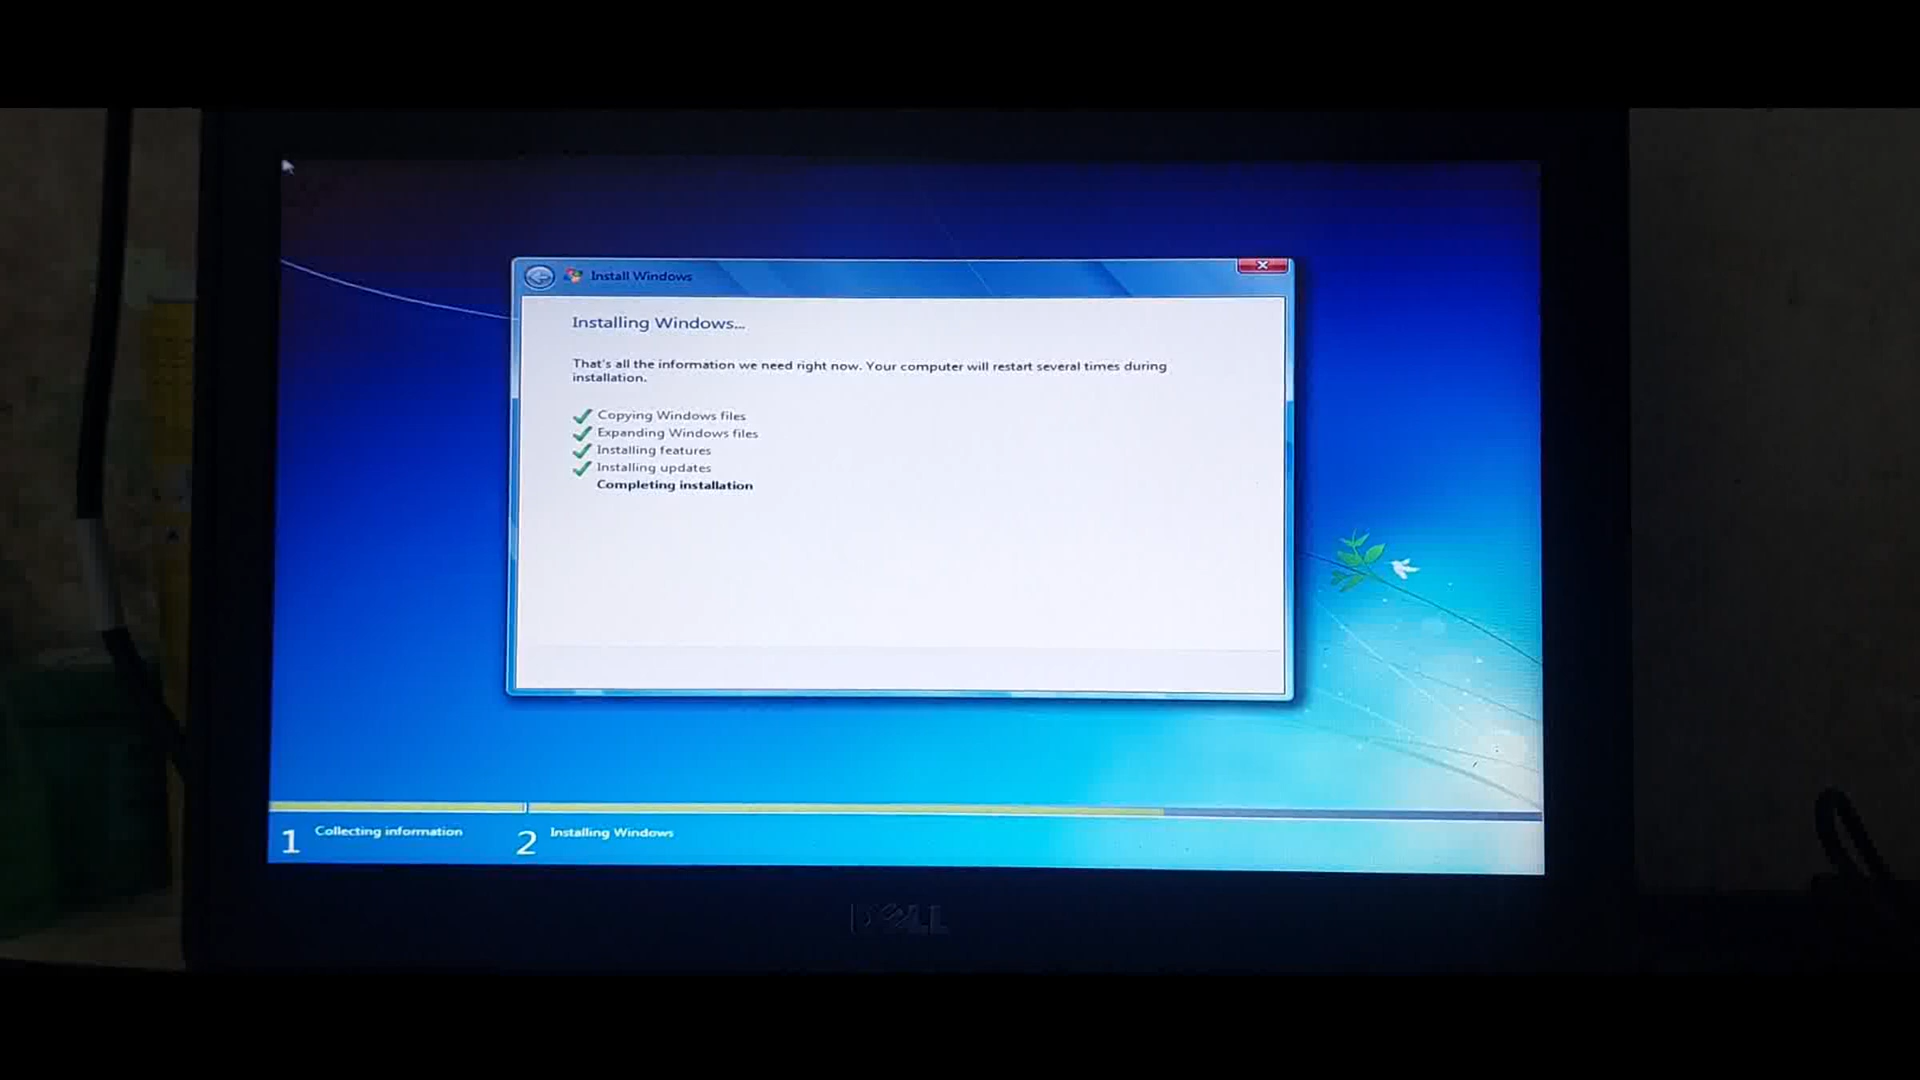 Install Windows
Installing Windows...
That's all the information we need right now. Your computer will restart several times during
installation.
Copying Windows files
Expanding Windows files
Installing features
Installing updates
Completing installation
1 Collecting information
2 Installing Windows
DELL